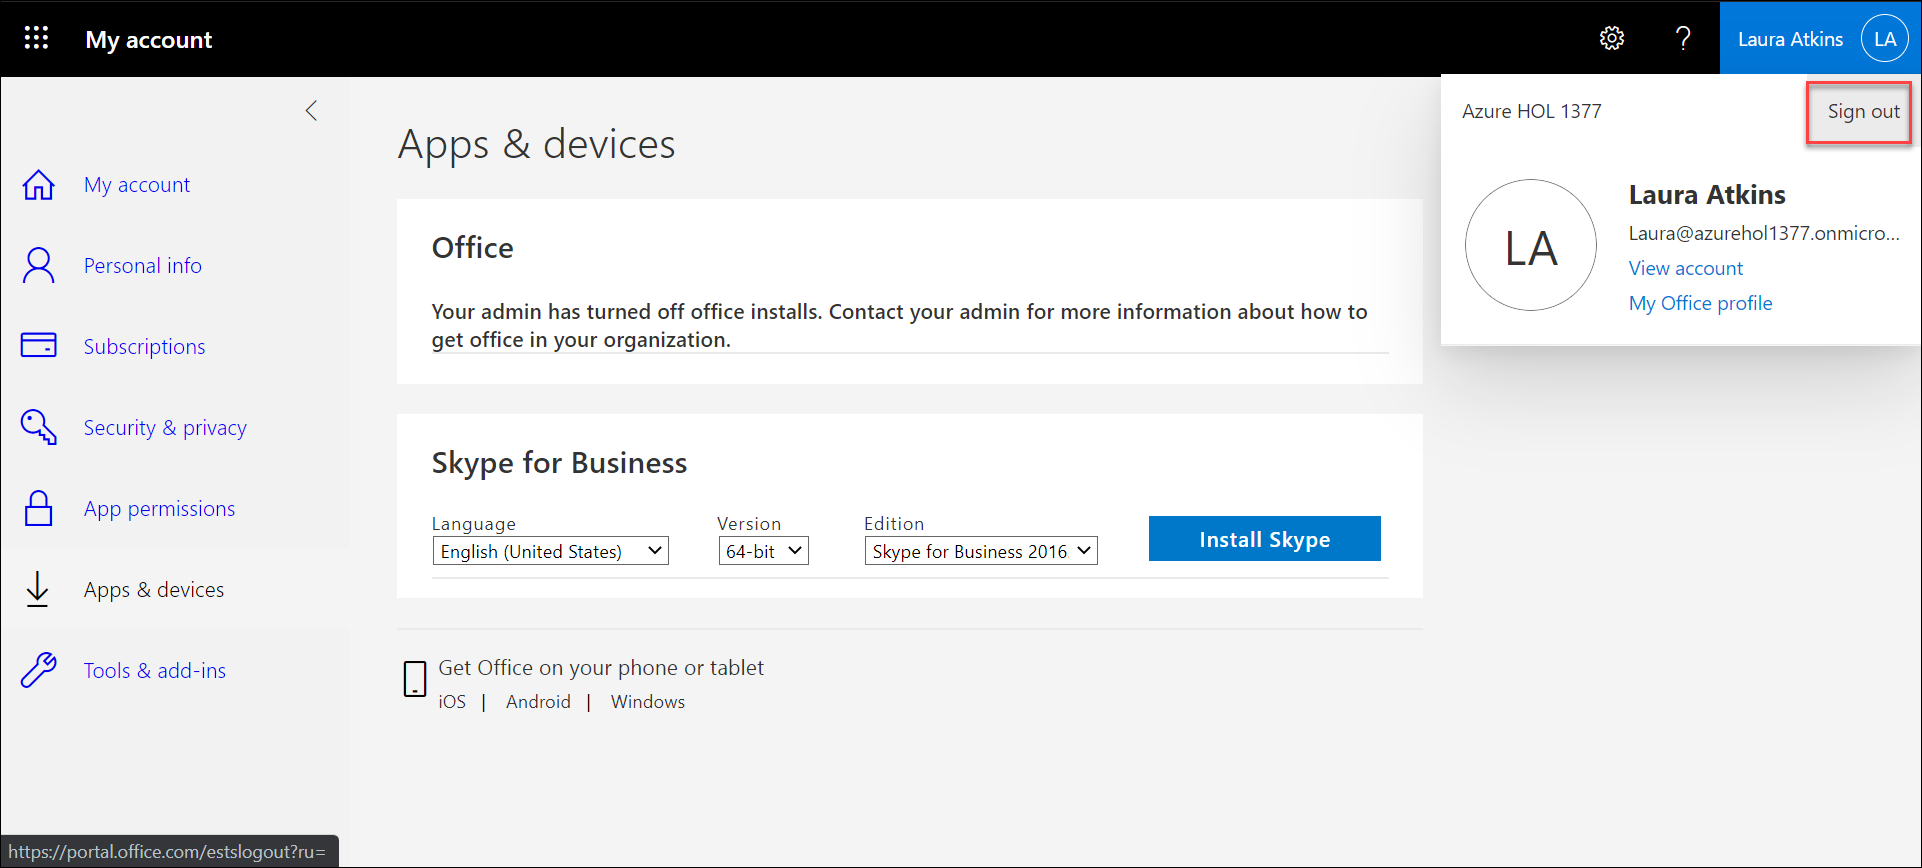 My account
?
Laura Atkins
LA
Azure HOL 1377
Sign out
LA
Laura Atkins
Laura@azurehol1377.onmicro...
View account
My Office profile
My account
Personal info
Subscriptions
Security & privacy
App permissions
Apps & devices
Tools & add-ins
Apps & devices
Office
Your admin has turned off office installs. Contact your admin for more information about how to
get office in your organization.
Skype for Business
Language
Version
Edition
English (United States)
64-bit
Skype for Business 2016
Install Skype
Get Office on your phone or tablet
iOS | Android | Windows
https://portal.office.com/estslogout?ru=